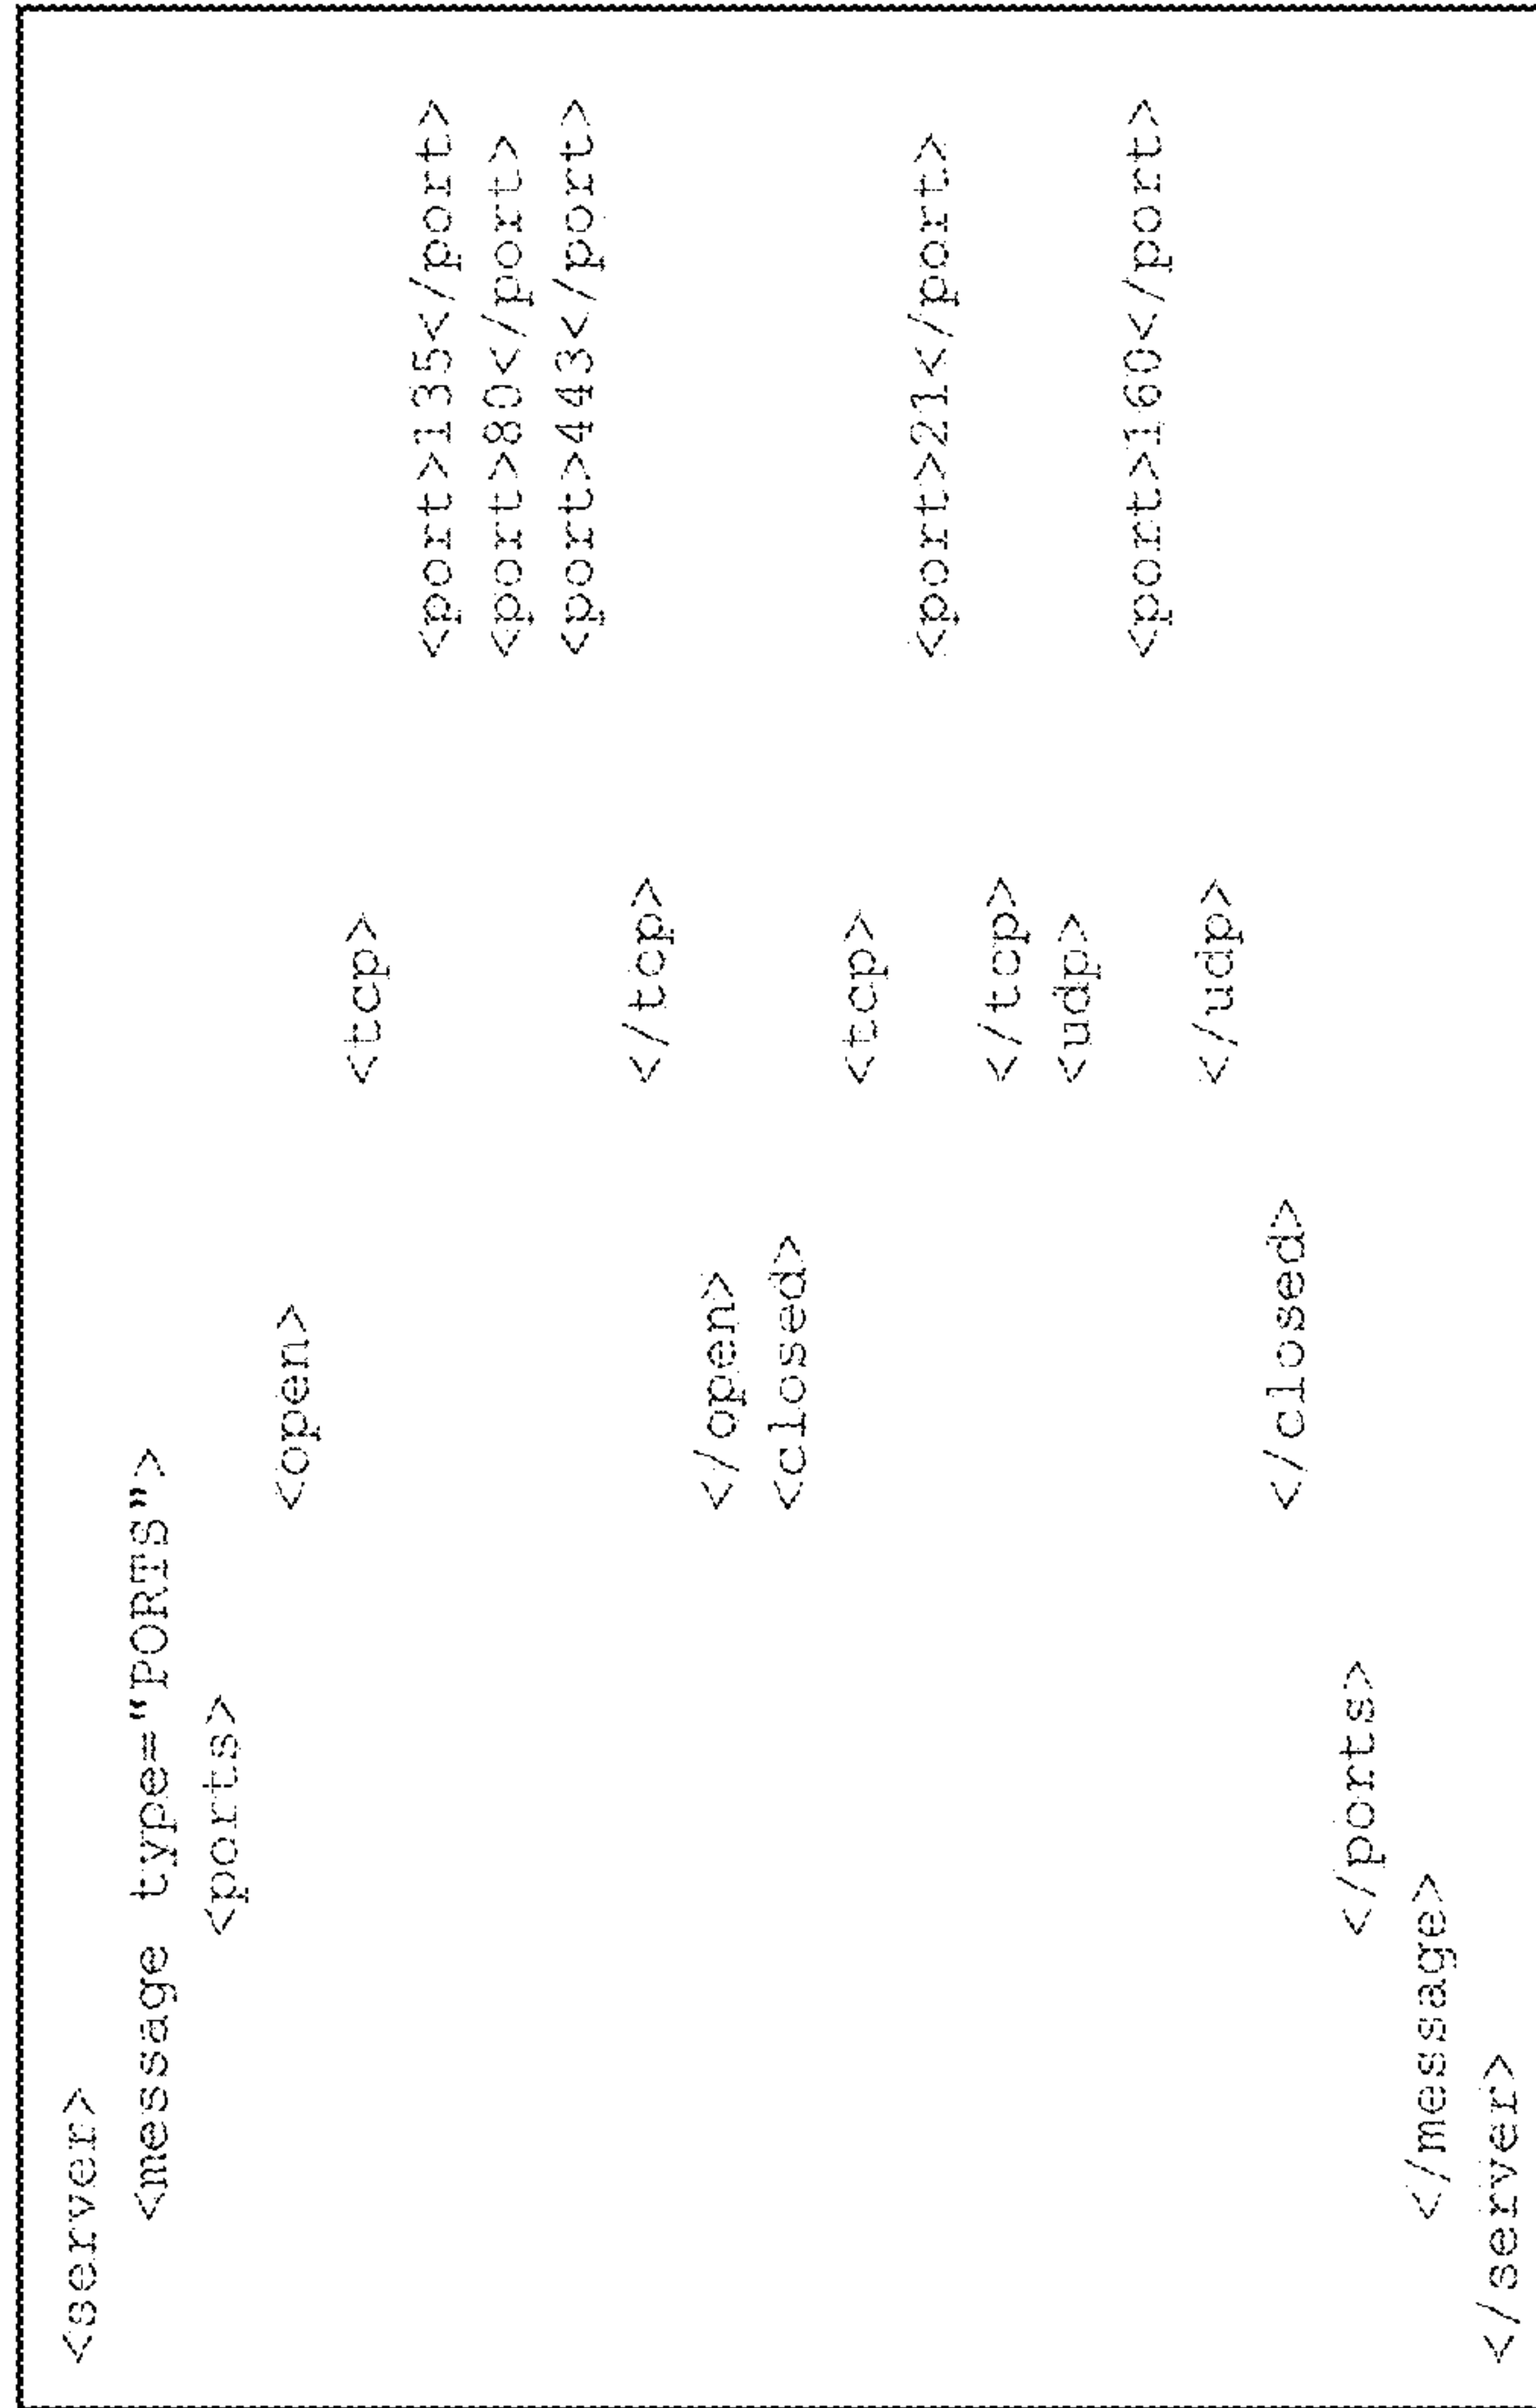 <server>
<message type="PORTS">
<ports>
<open>
<tcp>
<port>135</port>
<port>80</port>
<port>443</port>
</tcp>
</open>
<closed>
<tcp>
<port>21</port>
</tcp>
<udp>
<port>160</port>
</udp>
</closed>
</ports>
</message>
</server>